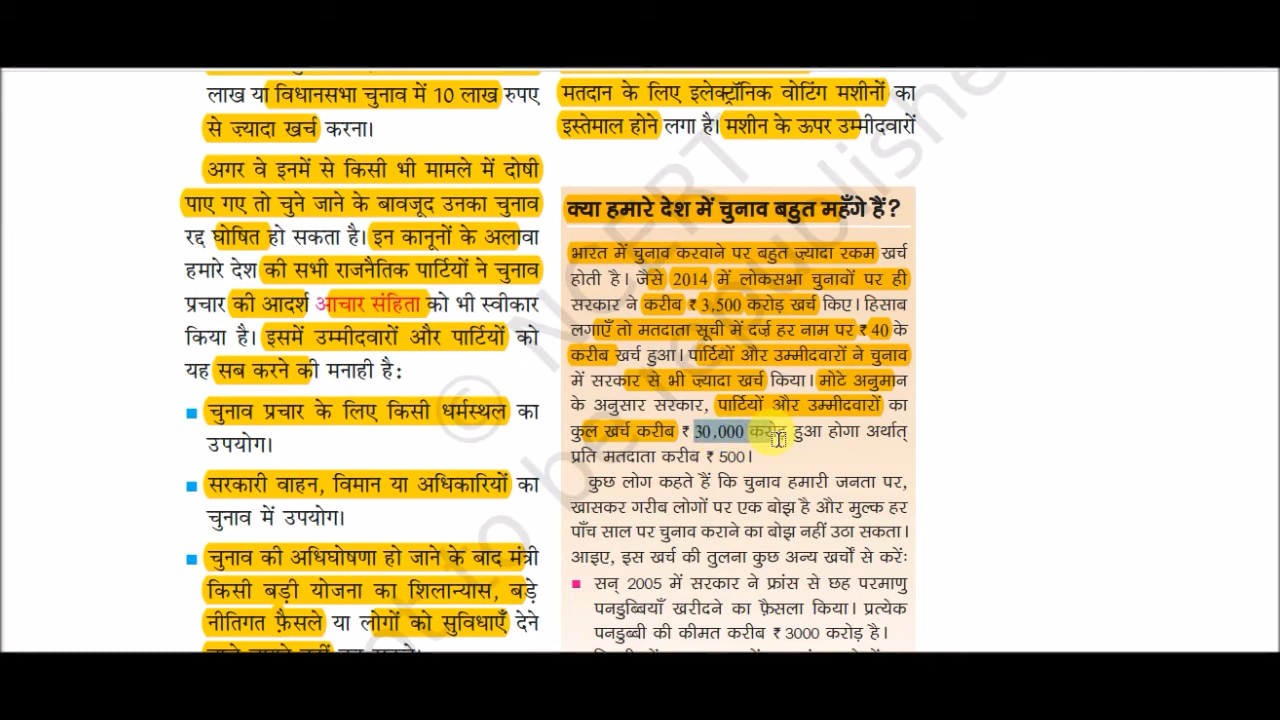 लाख या विधानसभा चुनाव में 10 लाख रुपए
से ज़्यादा खर्च करना।
अगर वे इनमें से किसी भी मामले में दोषी
पाए गए तो चुने जाने के बावजूद उनका चुनाव
रद्द घोषित हो सकता है। इन कानूनों के अलावा
हमारे देश की सभी राजनैतिक पार्टियों ने चुनाव
प्रचार की आदर्श आचार संहिता को भी स्वीकार
किया है। इसमें उम्मीदवारों और पार्टियों को
यह सब करने की मनाही है:
■ चुनाव प्रचार के लिए किसी धर्मस्थल का
उपयोग।
■ सरकारी वाहन, विमान या अधिकारियों का
चुनाव में उपयोग।
■ चुनाव की अधिघोषणा हो जाने के बाद मंत्री
किसी बड़ी योजना का शिलान्यास, बड़े
नीतिगत फ़ैसले या लोगों को सुविधाएँ देने
मतदान के लिए इलेक्ट्रॉनिक वोटिंग मशीनों का
इस्तेमाल होने लगा है। मशीन के ऊपर उम्मीदवारों
क्या हमारे देश में चुनाव बहुत महँगे हैं?
भारत में चुनाव करवाने पर बहुत ज़्यादा रकम खर्च
होती है। जैसे 2014 में लोकसभा चुनावों पर ही
सरकार ने करीब ₹ 3,500 करोड़ खर्च किए। हिसाब
लगाएँ तो मतदाता सूची में दर्ज़ हर नाम पर ₹ 40 के
करीब खर्च हुआ। पार्टियों और उम्मीदवारों ने चुनाव
में सरकार से भी ज़्यादा खर्च किया। मोटे अनुमान
के अनुसार सरकार, पार्टियों और उम्मीदवारों का
कुल खर्च करीब ₹ 30,000 करोड़ हुआ होगा अर्थात्
प्रति मतदाता करीब ₹ 500।
कुछ लोग कहते हैं कि चुनाव हमारी जनता पर,
खासकर गरीब लोगों पर एक बोझ है और मुल्क हर
पाँच साल पर चुनाव कराने का बोझ नहीं उठा सकता।
आइए, इस खर्च की तुलना कुछ अन्य खर्चों से करें:
■ सन् 2005 में सरकार ने फ्रांस से छह परमाणु
पनडुब्बियाँ खरीदने का फ़ैसला किया। प्रत्येक
पनडुब्बी की कीमत करीब ₹ 3000 करोड़ है।
© NCERT
not to be republished